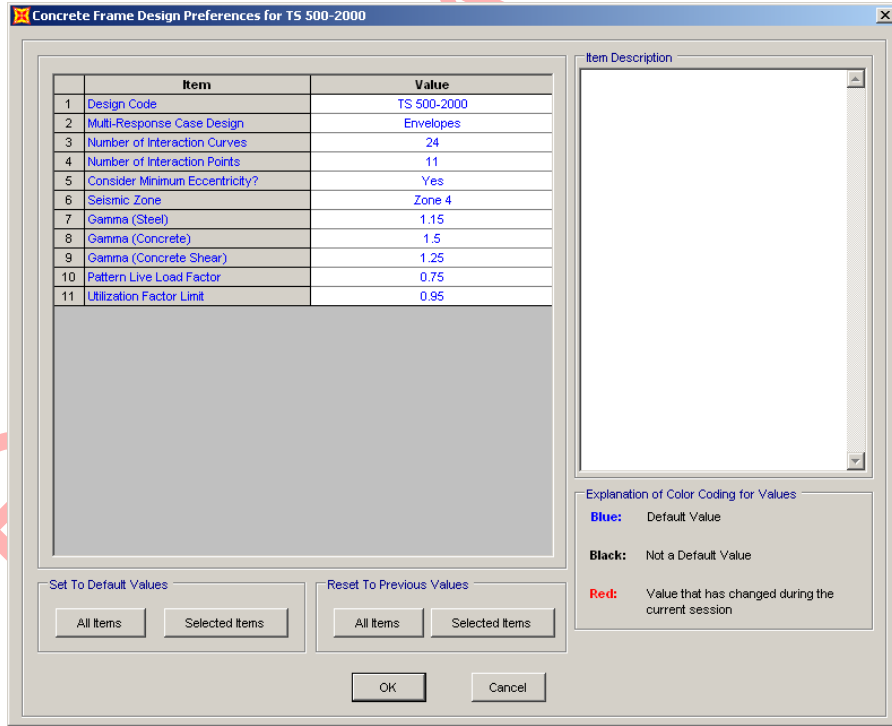 Concrete Frame Design Preferences for TS 500-2000
Item Value
1 Design Code TS 500-2000
2 Multi-Response Case Design Envelopes
3 Number of Interaction Curves 24
4 Number of Interaction Points 11
5 Consider Minimum Eccentricity? Yes
6 Seismic Zone Zone 4
7 Gamma (Steel) 1.15
8 Gamma (Concrete) 1.5
9 Gamma (Concrete Shear) 1.25
10 Pattern Live Load Factor 0.75
11 Utilization Factor Limit 0.95
Item Description
Explanation of Color Coding for Values
Blue: Default Value
Black: Not a Default Value
Red: Value that has changed during the
current session
Set To Default Values
All Items Selected Items
Reset To Previous Values
All Items Selected Items
OK Cancel